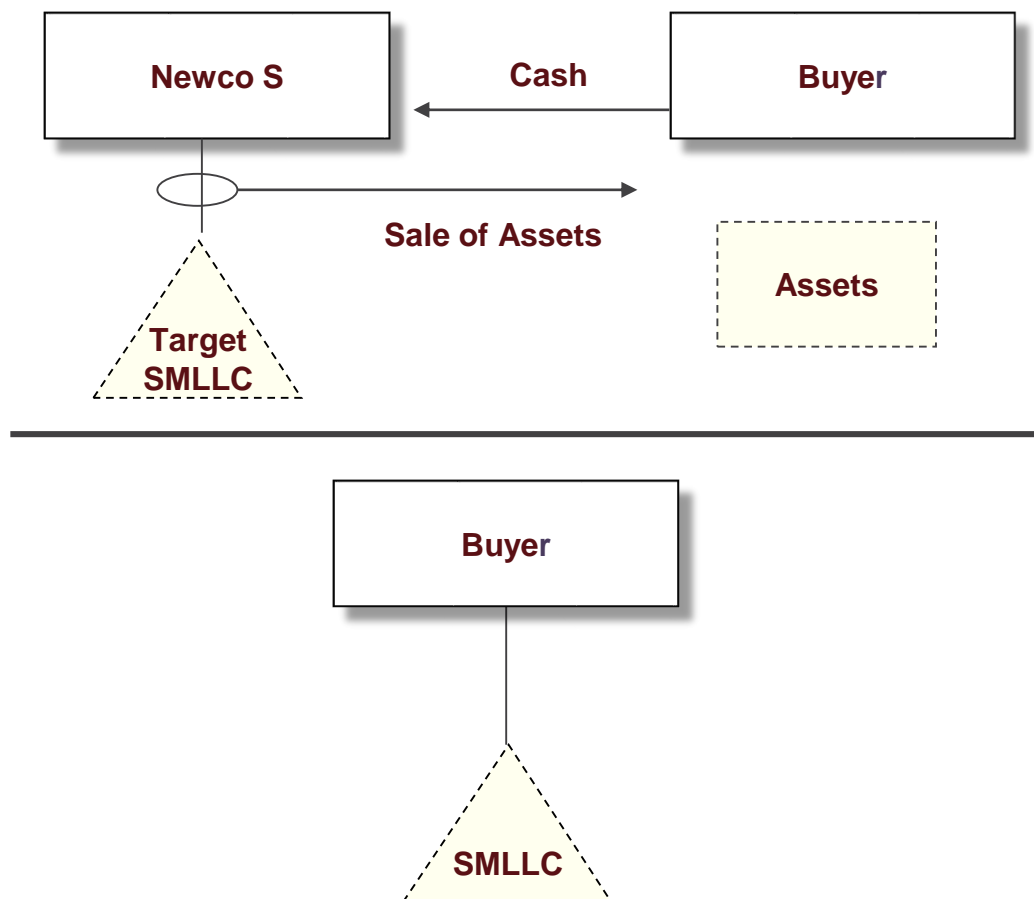 Newco S
Cash
Buyer
Sale of Assets
Assets
Target
SMLLC
Buyer
SMLLC